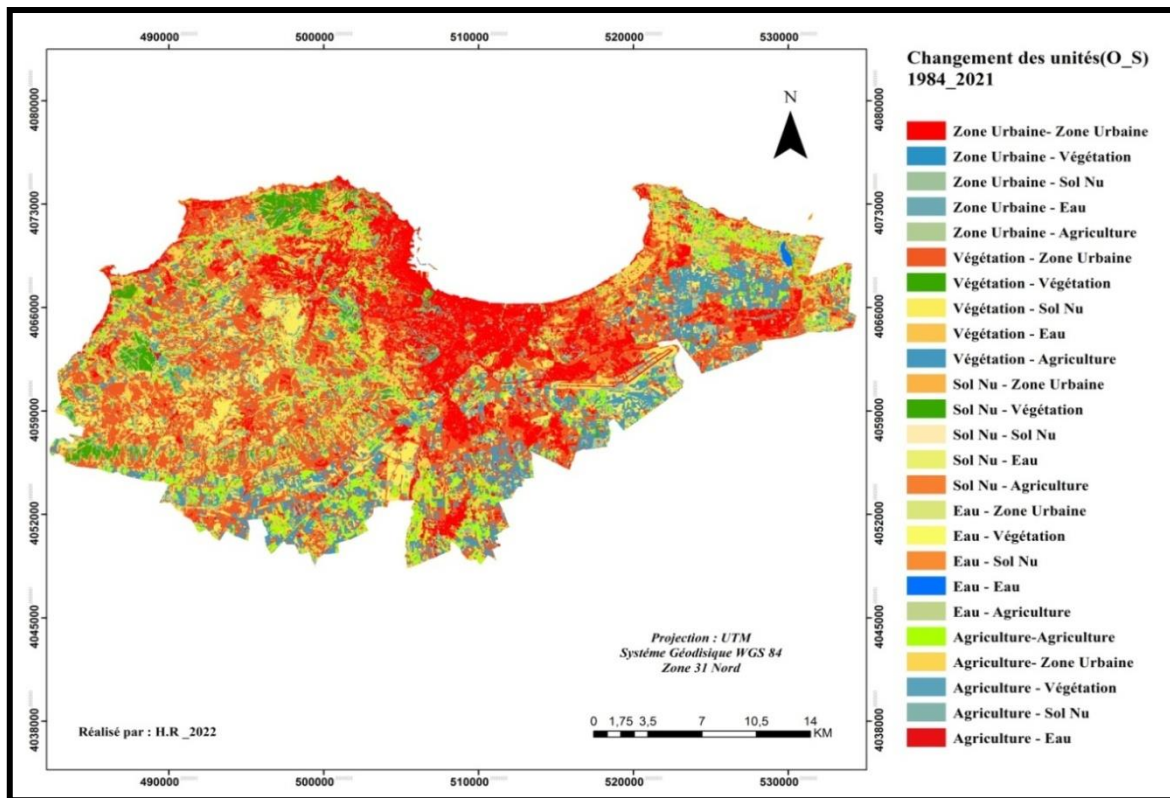 490000 500000 510000 520000 530000
Changement des unités(O_S)
1984_2021
N
4080000 4080000
4073000 4073000
4066000 4066000
4059000 4059000
4052000 4052000
4045000 4045000
4038000 4038000
Zone Urbaine- Zone Urbaine
Zone Urbaine - Végétation
Zone Urbaine - Sol Nu
Zone Urbaine - Eau
Zone Urbaine - Agriculture
Végétation - Zone Urbaine
Végétation - Végétation
Végétation - Sol Nu
Végétation - Eau
Végétation - Agriculture
Sol Nu - Zone Urbaine
Sol Nu - Végétation
Sol Nu - Sol Nu
Sol Nu - Eau
Sol Nu - Agriculture
Eau - Zone Urbaine
Eau - Végétation
Eau - Sol Nu
Eau - Eau
Eau - Agriculture
Agriculture-Agriculture
Agriculture- Zone Urbaine
Agriculture - Végétation
Agriculture - Sol Nu
Agriculture - Eau
Projection : UTM
Systéme Géodisique WGS 84
Zone 31 Nord
Réalisé par : H.R _2022
0 1,75 3,5 7 10,5 14
KM
490000 500000 510000 520000 530000